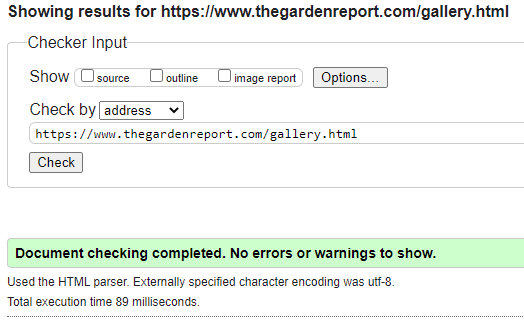 Showing results for https://www.thegardenreport.com/gallery.html
Checker Input
Show source outline image report Options...
Check by address
https://www.thegardenreport.com/gallery.html
Check
Document checking completed. No errors or warnings to show.
Used the HTML parser. Externally specified character encoding was utf-8.
Total execution time 89 milliseconds.